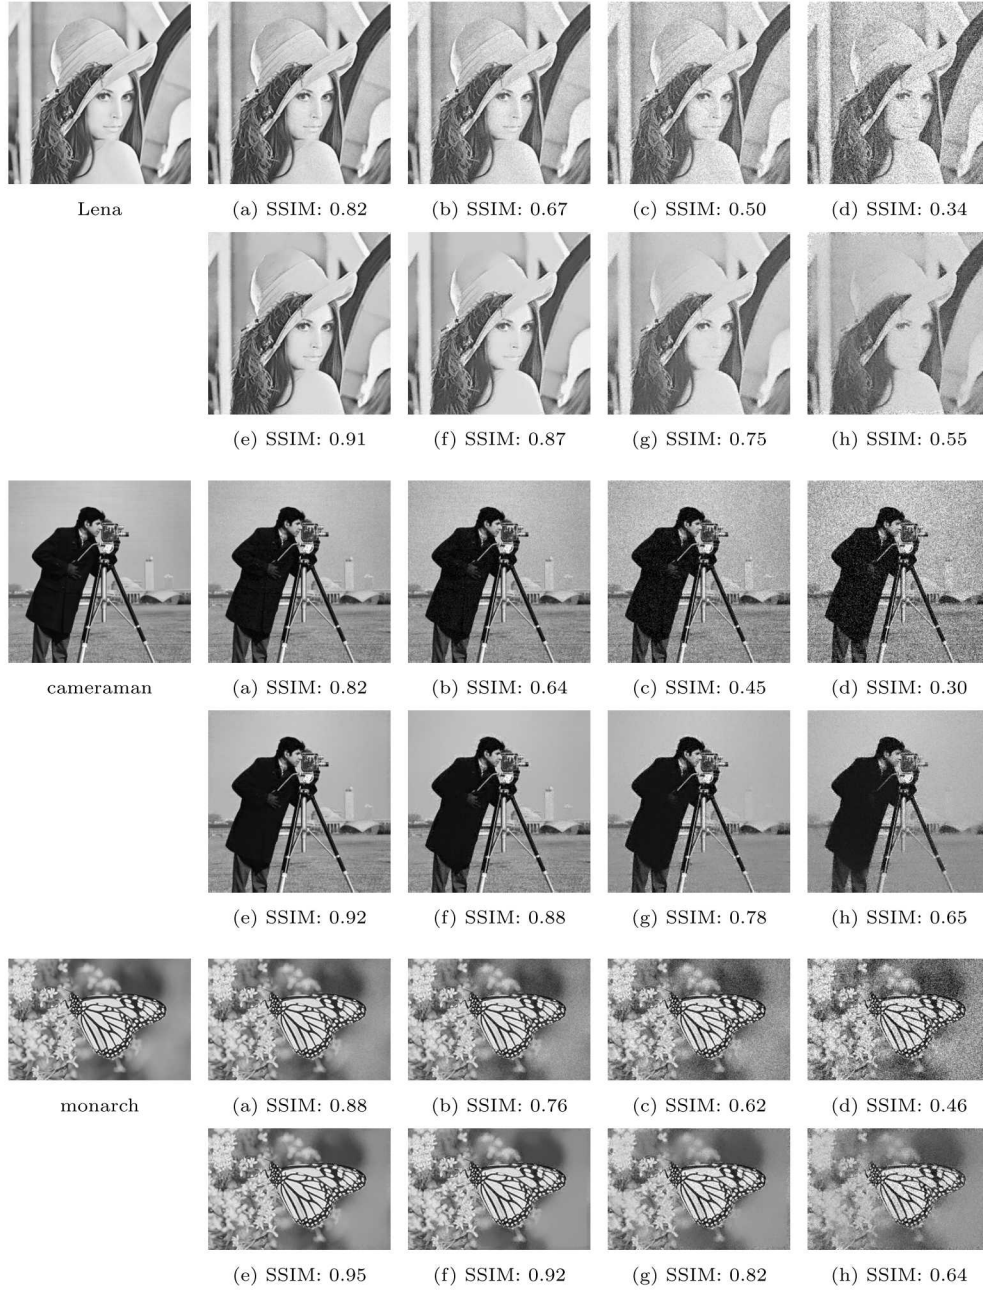 Lena (a) SSIM: 0.82 (b) SSIM: 0.67 (c) SSIM: 0.50 (d) SSIM: 0.34
(e) SSIM: 0.91 (f) SSIM: 0.87 (g) SSIM: 0.75 (h) SSIM: 0.55
cameraman (a) SSIM: 0.82 (b) SSIM: 0.64 (c) SSIM: 0.45 (d) SSIM: 0.30
(e) SSIM: 0.92 (f) SSIM: 0.88 (g) SSIM: 0.78 (h) SSIM: 0.65
monarch (a) SSIM: 0.88 (b) SSIM: 0.76 (c) SSIM: 0.62 (d) SSIM: 0.46
(e) SSIM: 0.95 (f) SSIM: 0.92 (g) SSIM: 0.82 (h) SSIM: 0.64